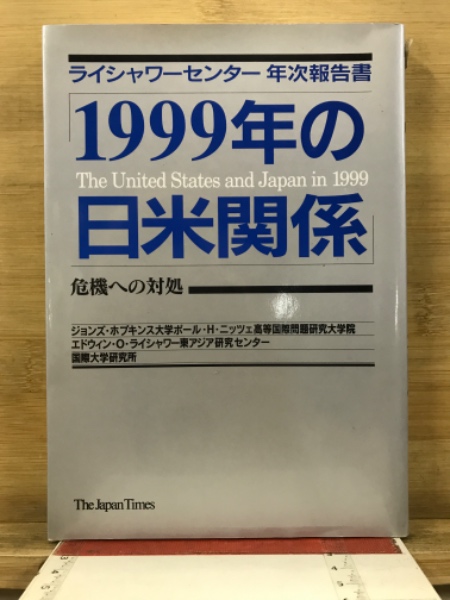 ライシャワーセンター 年次報告書
「1999年の
The United States and Japan in 1999
日米関係」
危機への対処
ジョンズ・ホプキンス大学ポール・H・ニッツェ高等国際問題研究大学院
エドウィン・O・ライシャワー東アジア研究センター
国際大学研究所
The Japan Times